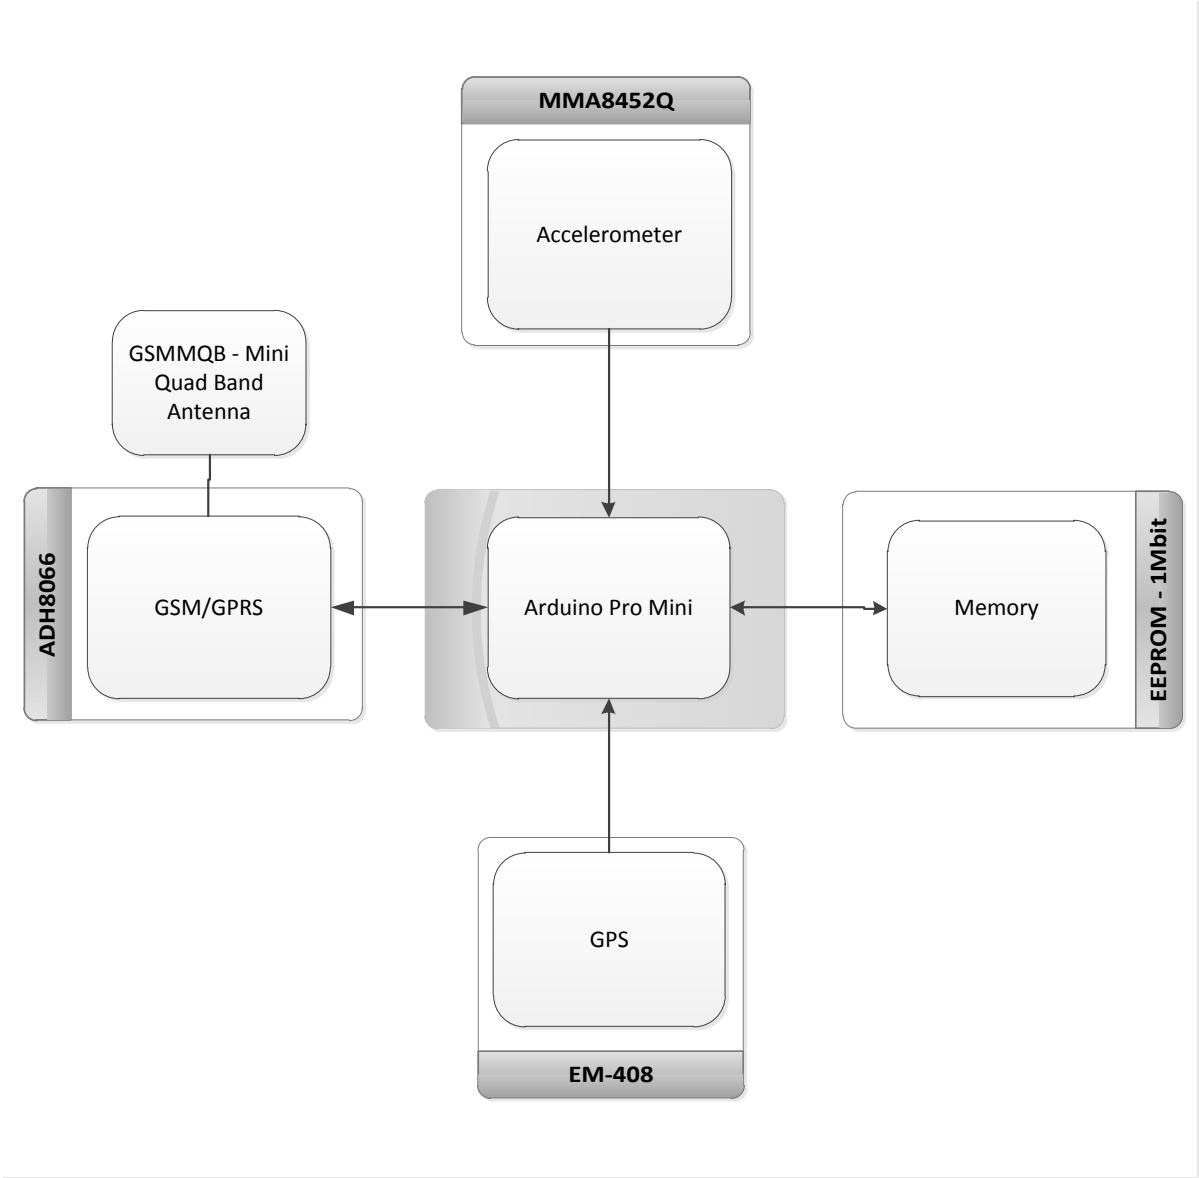 MMA8452Q
Accelerometer
GSMMQB - Mini
Quad Band
Antenna
ADH8066
GSM/GPRS
Arduino Pro Mini
Memory
EEPROM - 1Mbit
GPS
EM-408